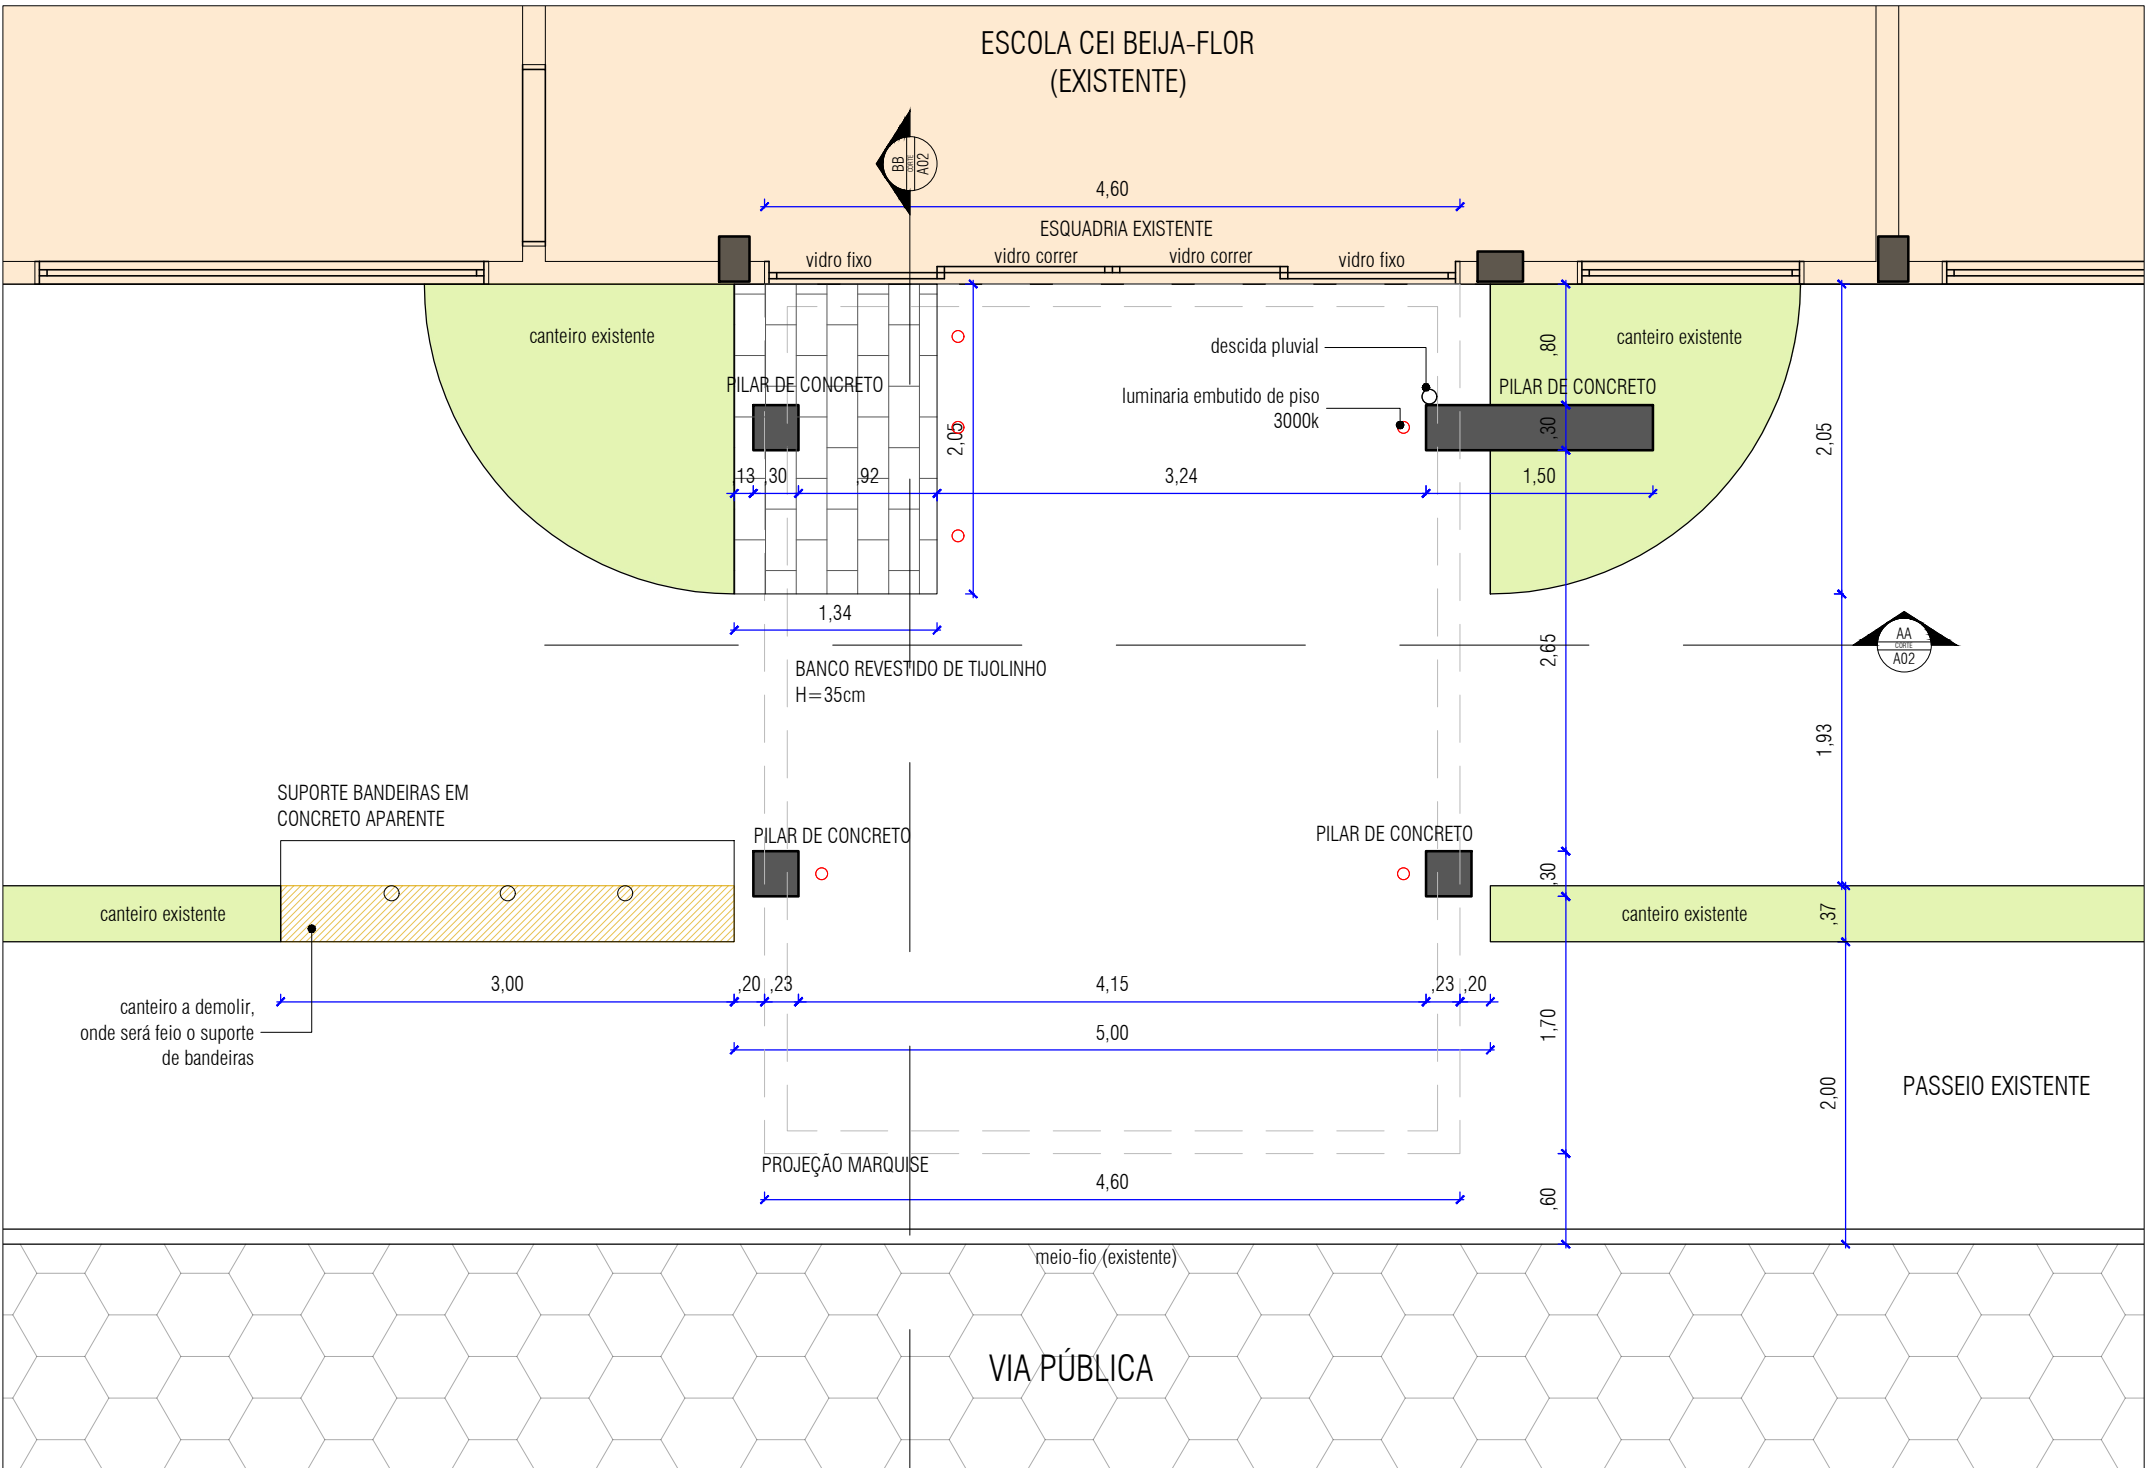 ESCOLA CEI BEIJA-FLOR
(EXISTENTE)
BB
CORTE
A02
4,60
ESQUADRIA EXISTENTE
vidro fixo
vidro correr
vidro correr
vidro fixo
canteiro existente
canteiro existente
descida pluvial
,80
PILAR DE CONCRETO
PILAR DE CONCRETO
luminaria embutido de piso
3000k
2,05
,30
2,05
,13
,30
,92
3,24
1,50
1,34
2,65
AA
CORTE
A02
BANCO REVESTIDO DE TIJOLINHO
H=35cm
1,93
SUPORTE BANDEIRAS EM
CONCRETO APARENTE
PILAR DE CONCRETO
PILAR DE CONCRETO
,30
canteiro existente
canteiro existente
,37
3,00
,20
,23
4,15
,23
,20
canteiro a demolir,
onde será feio o suporte
de bandeiras
5,00
1,70
2,00
PASSEIO EXISTENTE
PROJEÇÃO MARQUISE
4,60
,60
meio-fio (existente)
VIA PÚBLICA